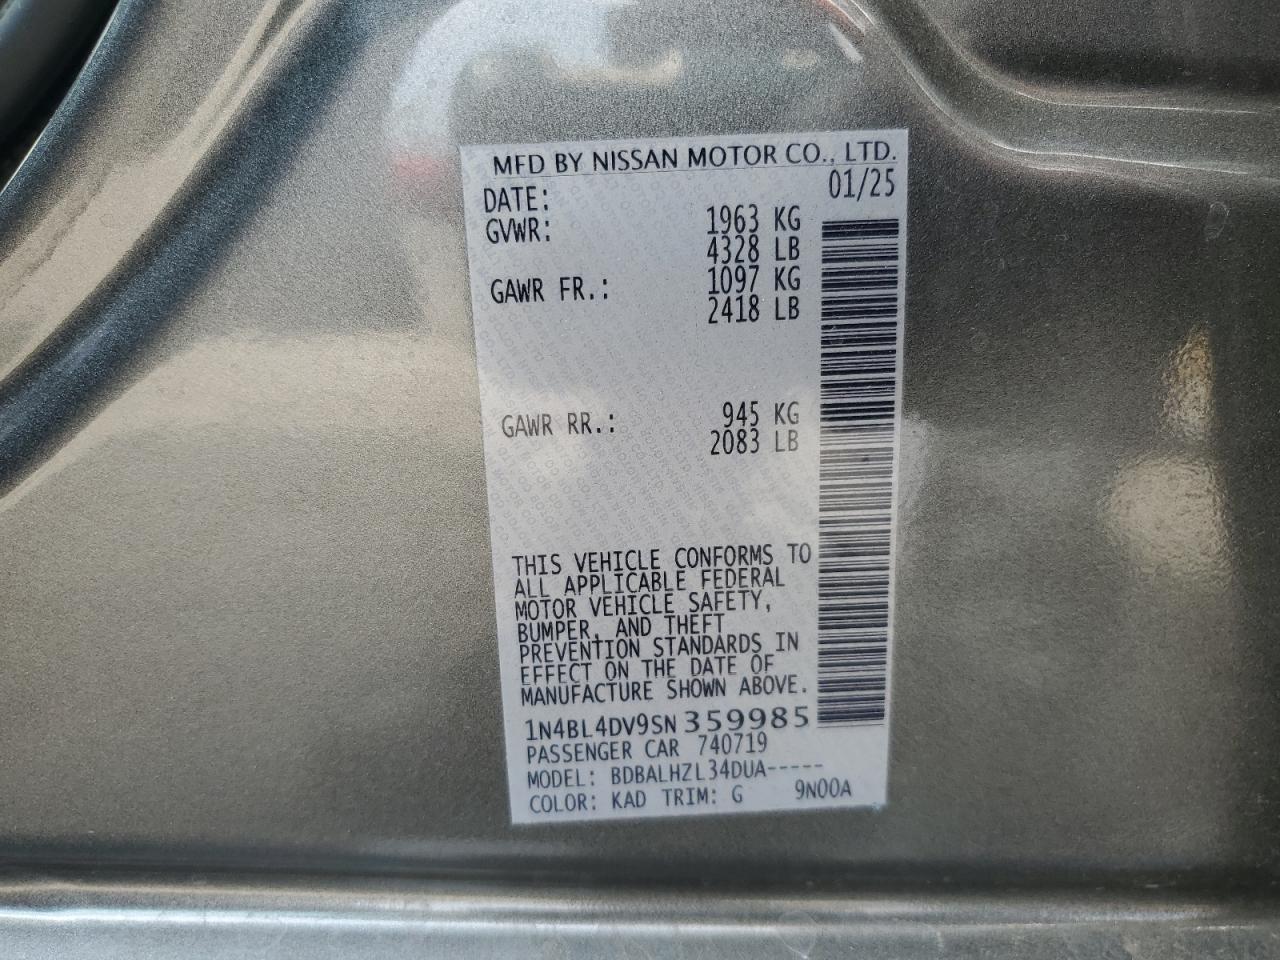 MFD BY NISSAN MOTOR CO., LTD.
DATE: 01/25
GVWR: 1963 KG
4328 LB
GAWR FR.: 1097 KG
2418 LB
GAWR RR.: 945 KG
2083 LB
THIS VEHICLE CONFORMS TO
ALL APPLICABLE FEDERAL
MOTOR VEHICLE SAFETY,
BUMPER, AND THEFT
PREVENTION STANDARDS IN
EFFECT ON THE DATE OF
MANUFACTURE SHOWN ABOVE.
1N4BL4DV9SN359985
PASSENGER CAR 740719
MODEL: BDBALHZL34DUA-----
COLOR: KAD TRIM: G 9N00A